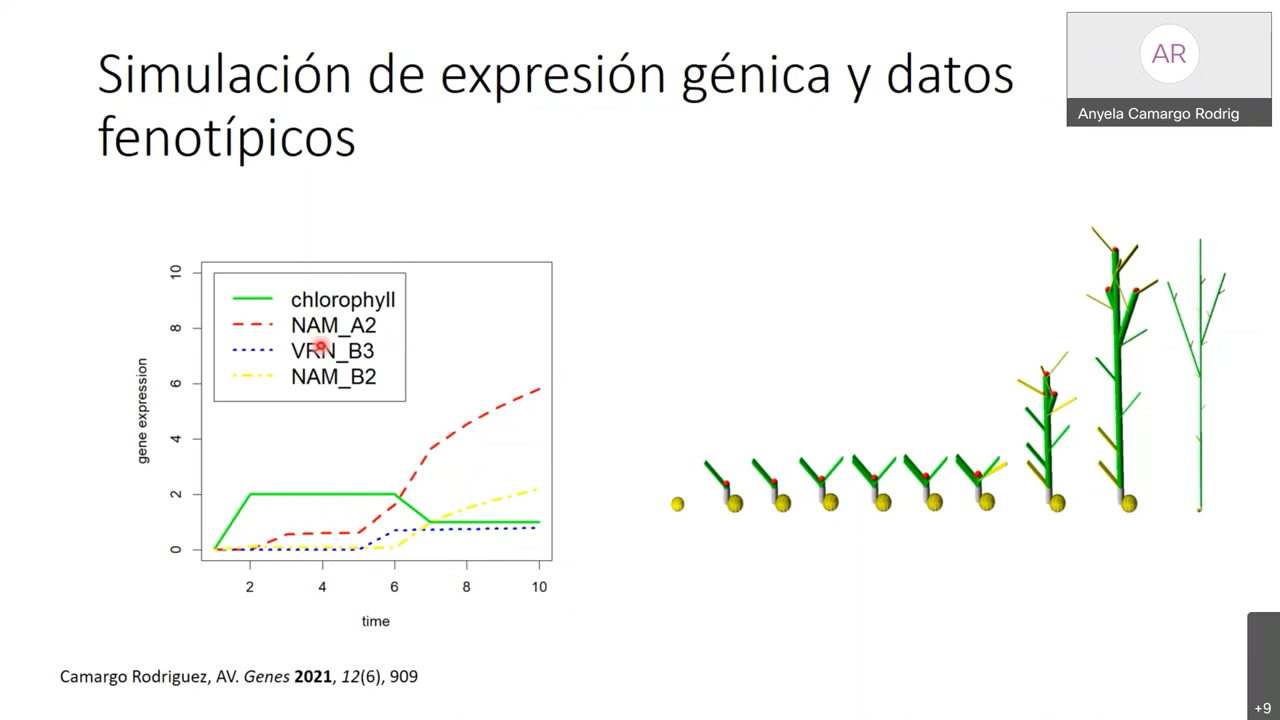 Simulación de expresión génica y datos
fenotípicos
AR
Anyela Camargo Rodrig
chlorophyll
NAM_A2
VRN_B3
NAM_B2
gene expression
0
2
4
6
8
10
2
4
6
8
10
time
Camargo Rodriguez, AV. Genes 2021, 12(6), 909
+9